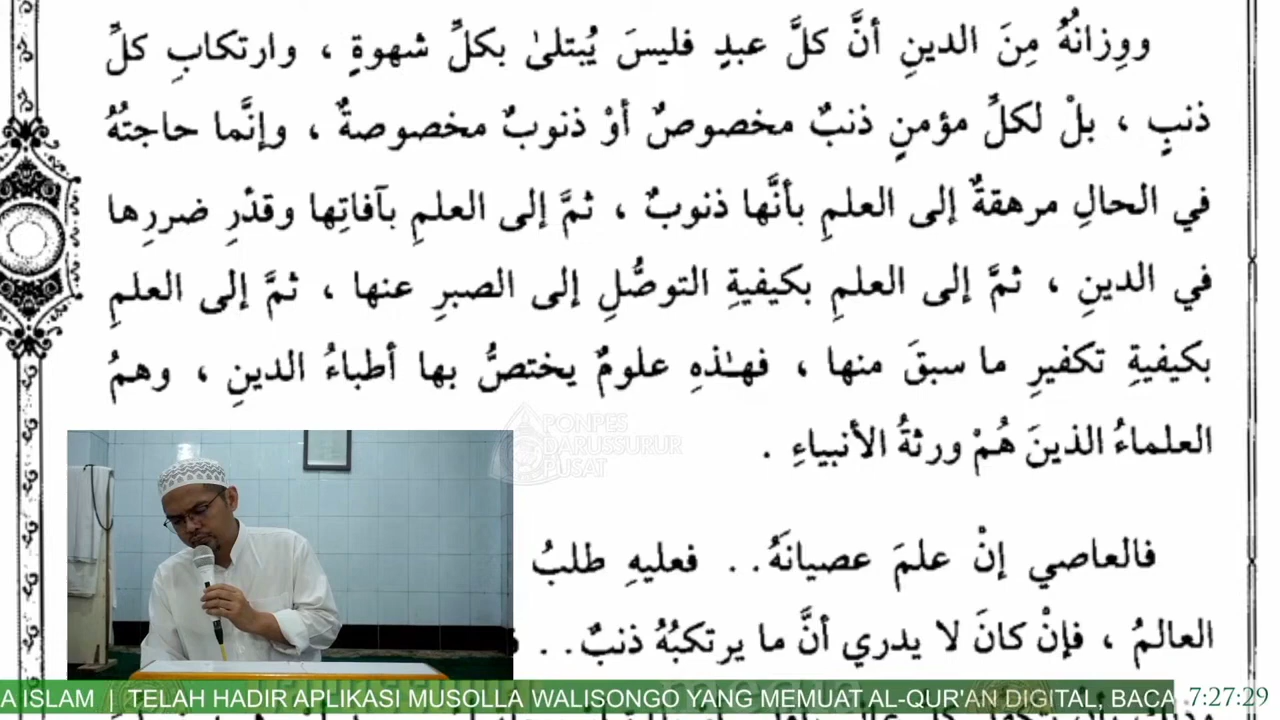 ووِزانُهُ مِنَ الدينِ أنَّ كلَّ عبدٍ فليسَ يُبتلىٰ بكلِّ شهوةٍ ، وارتكابِ كلِّ
ذنبٍ ، بلْ لكلِّ مؤمنٍ ذنبٌ مخصوصٌ أوْ ذنوبٌ مخصوصةٌ ، وإنَّما حاجتُهُ
في الحالِ مرهقةٌ إلى العلمِ بأنَّها ذنوبٌ ، ثمَّ إلى العلمِ بآفاتِها وقدْرِ ضررِها
في الدينِ ، ثمَّ إلى العلمِ بكيفيةِ التوصُّلِ إلى الصبرِ عنها ، ثمَّ إلى العلمِ
بكيفيةِ تكفيرِ ما سبقَ منها ، فهـٰذهِ علومٌ يختصُّ بها أطباءُ الدينِ ، وهمُ
العلماءُ الذينَ هُمْ ورثةُ الأنبياءِ .
PONPES
DARUSSURUR
PUSAT
فالعاصي إنْ علمَ عصيانَهُ.. فعليهِ طلبُ
العالمُ ، فإنْ كانَ لا يدري أنَّ ما يرتكبُهُ ذنبٌ..
A ISLAM | TELAH HADIR APLIKASI MUSOLLA WALISONGO YANG MEMUAT AL-QUR'AN DIGITAL, BACA
7:27:29